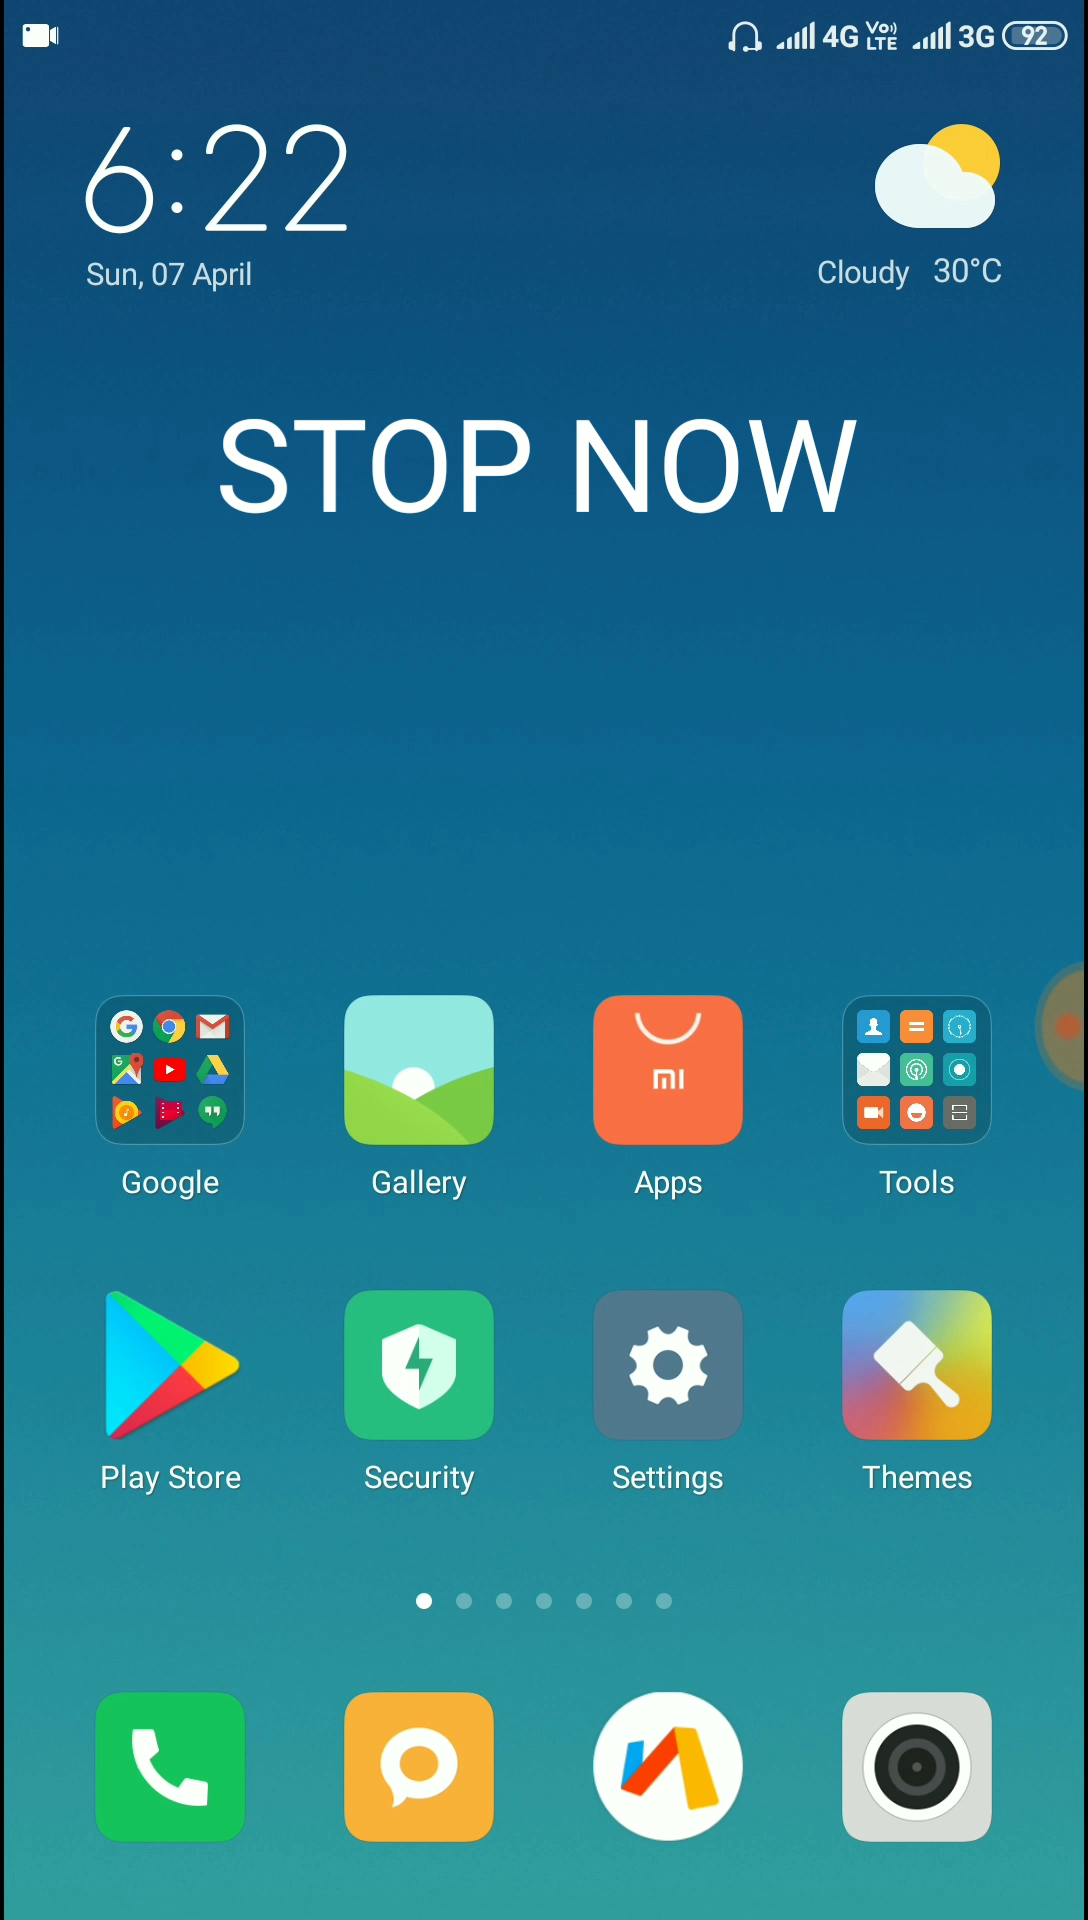 4G VoLTE 3G 92
6:22
Sun, 07 April
Cloudy 30°C
STOP NOW
Google Gallery Apps Tools
Play Store Security Settings Themes